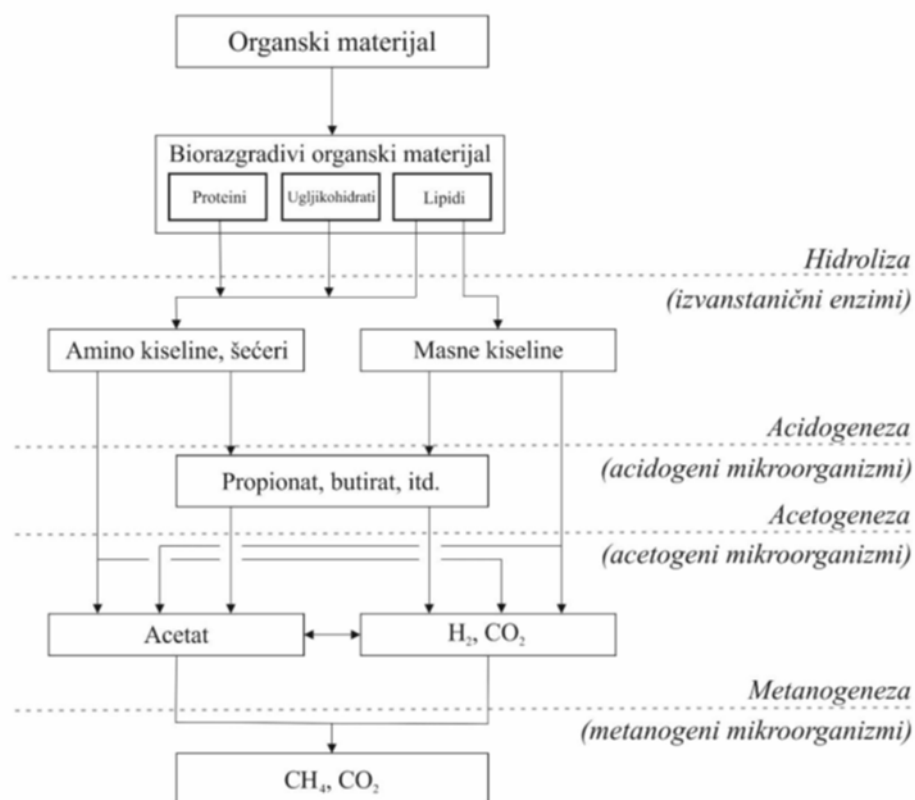 Organski materijal
Biorazgradivi organski materijal
Proteini
Ugljikohidrati
Lipidi
Hidroliza
(izvanstanični enzimi)
Amino kiseline, šećeri
Masne kiseline
Acidogeneza
(acidogeni mikroorganizmi)
Propionat, butirat, itd.
Acetogeneza
(acetogeni mikroorganizmi)
Acetat
H₂, CO₂
Metanogeneza
(metanogeni mikroorganizmi)
CH₄, CO₂